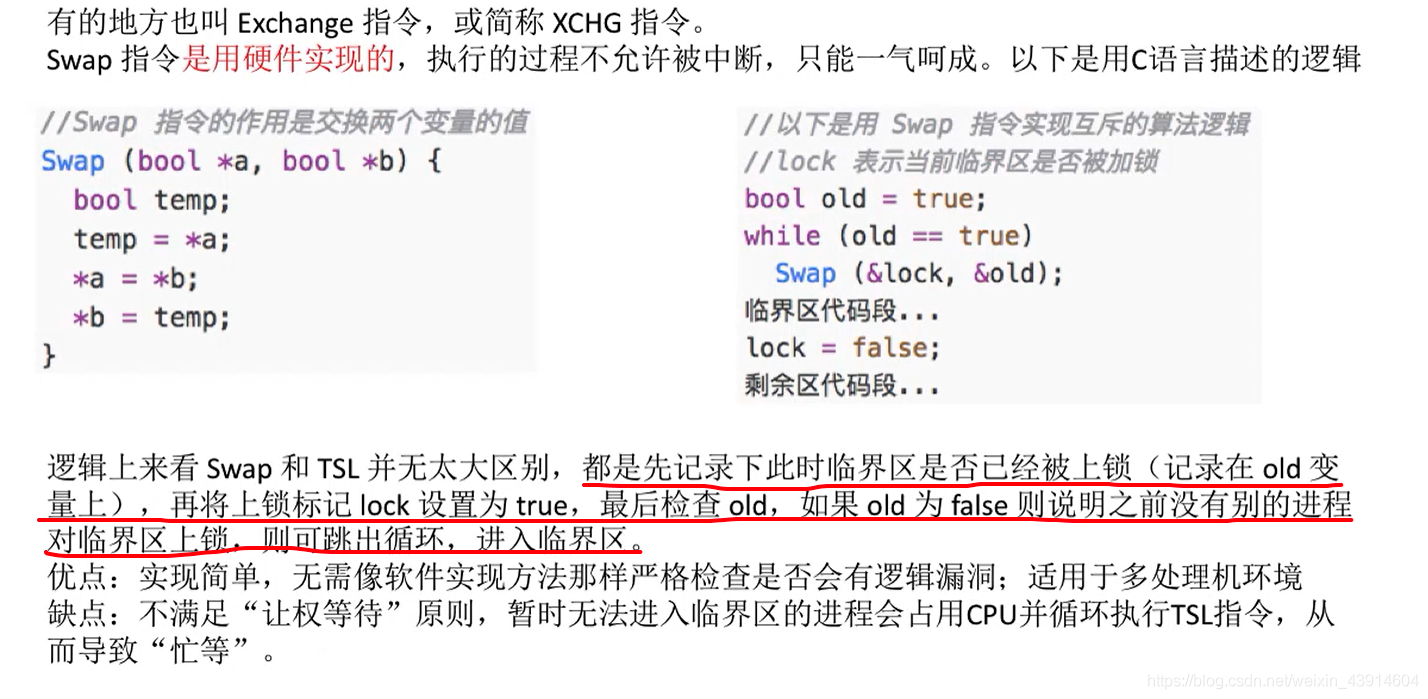 有的地方也叫 Exchange 指令，或简称 XCHG 指令。
Swap 指令是用硬件实现的，执行的过程不允许被中断，只能一气呵成。以下是用C语言描述的逻辑
//Swap 指令的作用是交换两个变量的值
Swap (bool *a, bool *b) {
  bool temp;
  temp = *a;
  *a = *b;
  *b = temp;
}
//以下是用 Swap 指令实现互斥的算法逻辑
//lock 表示当前临界区是否被加锁
bool old = true;
while (old == true)
  Swap (&lock, &old);
临界区代码段...
lock = false;
剩余区代码段...
逻辑上来看 Swap 和 TSL 并无太大区别，都是先记录下此时临界区是否已经被上锁（记录在 old 变
量上），再将上锁标记 lock 设置为 true，最后检查 old，如果 old 为 false 则说明之前没有别的进程
对临界区上锁，则可跳出循环，进入临界区。
优点：实现简单，无需像软件实现方法那样严格检查是否会有逻辑漏洞；适用于多处理机环境
缺点：不满足“让权等待”原则，暂时无法进入临界区的进程会占用CPU并循环执行TSL指令，从
而导致“忙等”。
https://blog.csdn.net/weixin_43914604